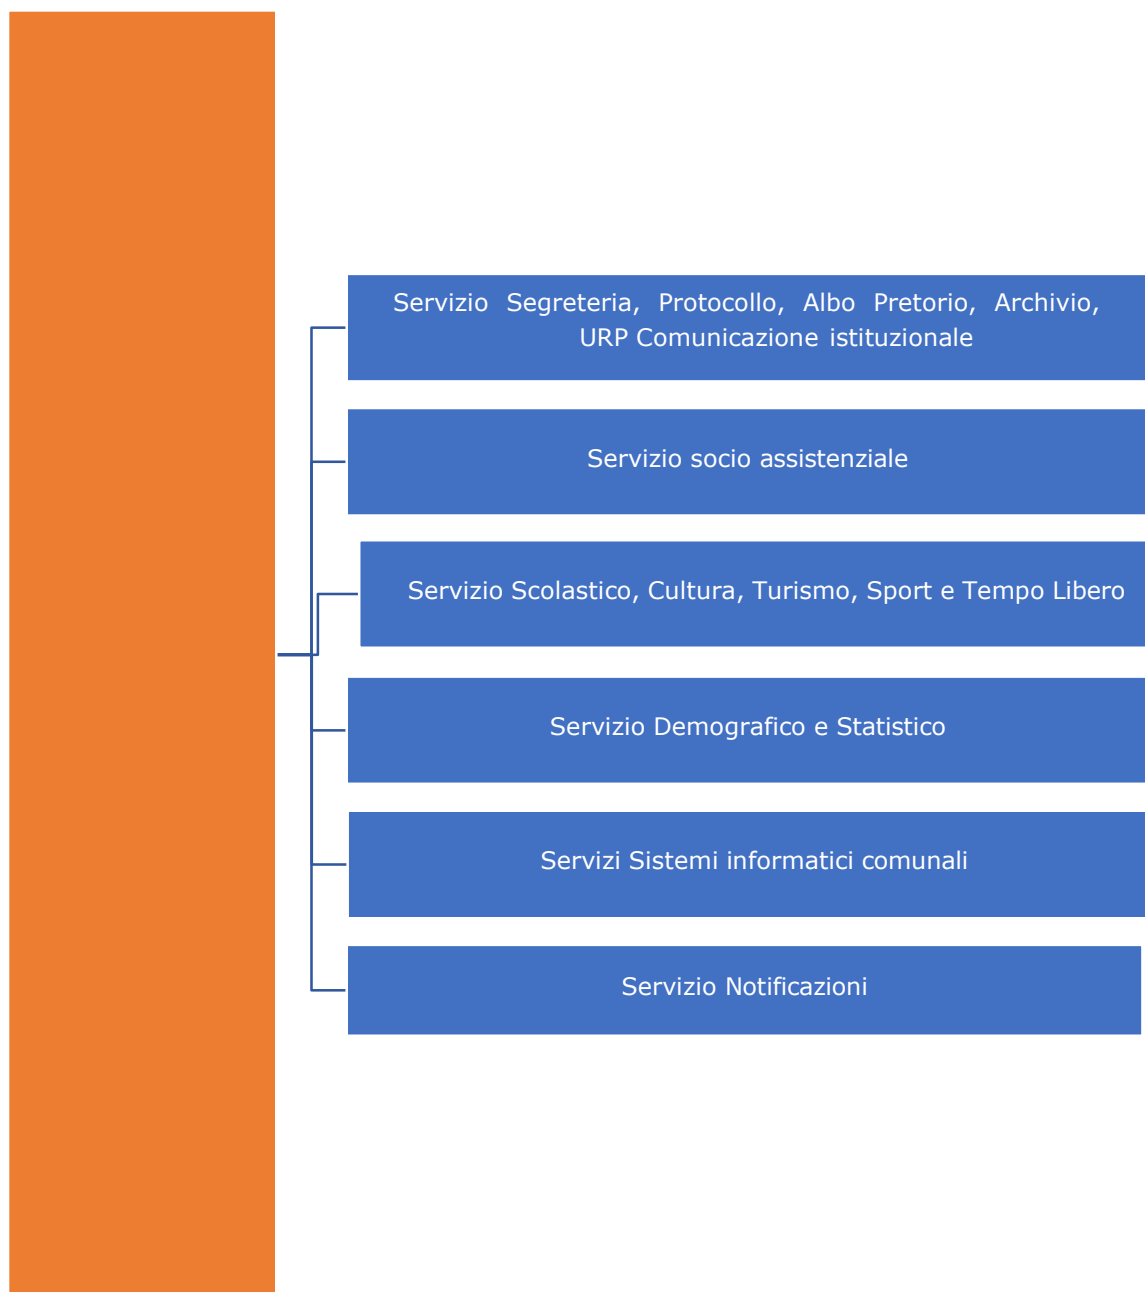 Servizio Segreteria, Protocollo, Albo Pretorio, Archivio,
URP Comunicazione istituzionale
Servizio socio assistenziale
Servizio Scolastico, Cultura, Turismo, Sport e Tempo Libero
Servizio Demografico e Statistico
Servizi Sistemi informatici comunali
Servizio Notificazioni